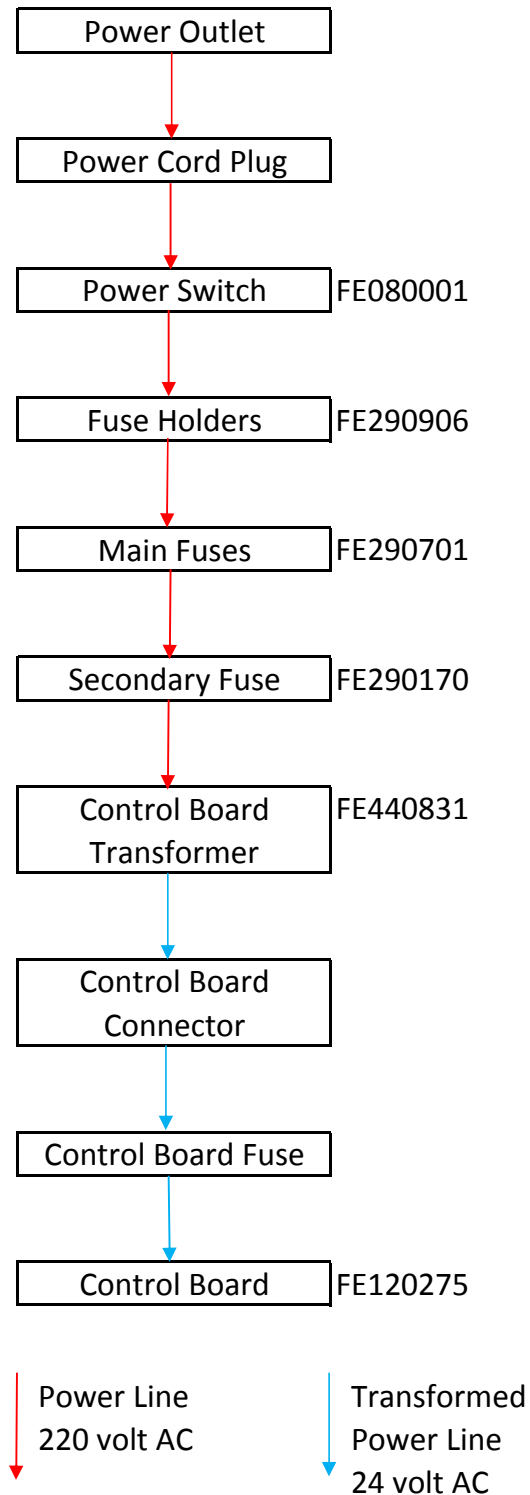 Power Outlet
Power Cord Plug
Power Switch FE080001
Fuse Holders FE290906
Main Fuses FE290701
Secondary Fuse FE290170
Control Board FE440831
Transformer
Control Board
Connector
Control Board Fuse
Control Board FE120275
Power Line
220 volt AC
Transformed
Power Line
24 volt AC